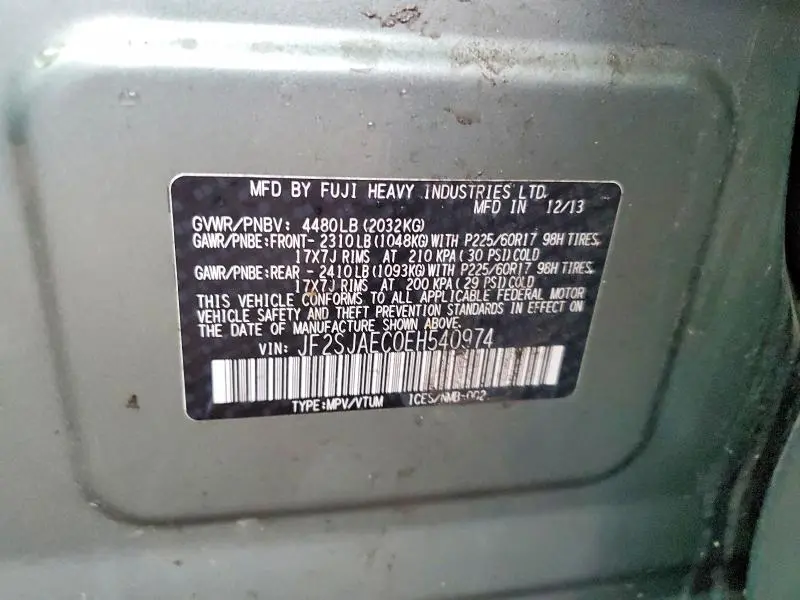 MFD BY FUJI HEAVY INDUSTRIES LTD.
MFD IN 12/13
GVWR/PNBV: 4480LB(2032KG)
GAWR/PNBE:FRONT- 2310LB(1048KG)WITH P225/60R17 98H TIRES,
17X7J RIMS AT 210 KPA(30 PSI)COLD
GAWR/PNBE:REAR - 2410LB(1093KG)WITH P225/60R17 98H TIRES,
17X7J RIMS AT 200 KPA(29 PSI)COLD
THIS VEHICLE CONFORMS TO ALL APPLICABLE FEDERAL MOTOR
VEHICLE SAFETY AND THEFT PREVENTION STANDARDS IN EFFECT ON
THE DATE OF MANUFACTURE SHOWN ABOVE.
VIN: JF2SJAEC0EH540974
TYPE:MPV/VTUM ICES/NMB-002